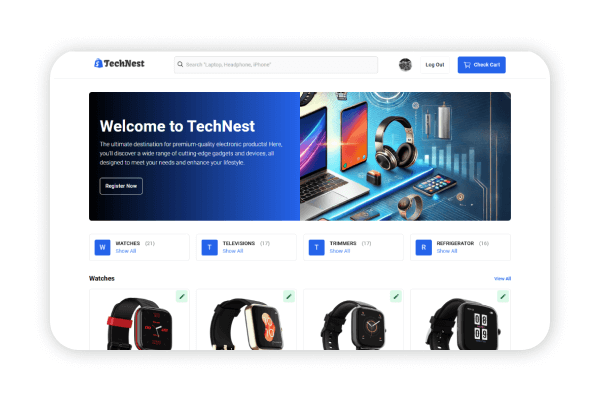 TechNest
Search "Laptop, Headphone, iPhone"
Log Out
Check Cart
Welcome to TechNest
The ultimate destination for premium-quality electronic products! Here,
you'll discover a wide range of cutting-edge gadgets and devices, all
designed to meet your needs and enhance your lifestyle.
Register Now
W WATCHES (21)
Show All
T TELEVISIONS (17)
Show All
T TRIMMERS (17)
Show All
R REFRIGERATOR (16)
Show All
Watches
View All